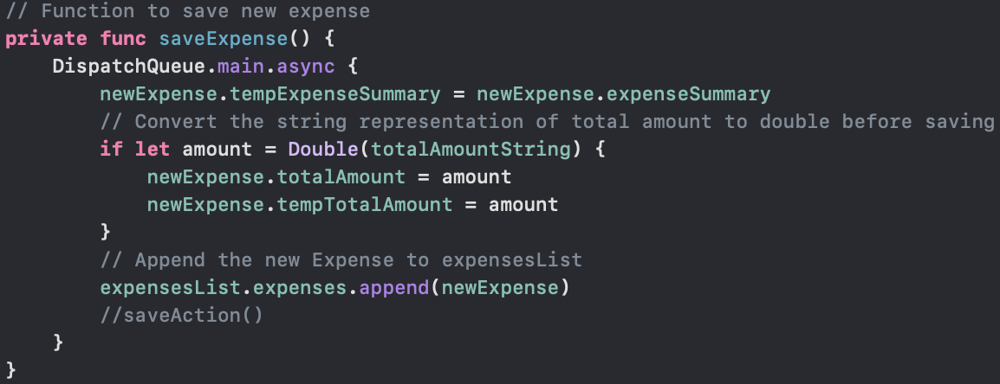 // Function to save new expense
private func saveExpense() {
    DispatchQueue.main.async {
        newExpense.tempExpenseSummary = newExpense.expenseSummary
        // Convert the string representation of total amount to double before saving
        if let amount = Double(totalAmountString) {
            newExpense.totalAmount = amount
            newExpense.tempTotalAmount = amount
        }
        // Append the new Expense to expensesList
        expensesList.expenses.append(newExpense)
        //saveAction()
    }
}